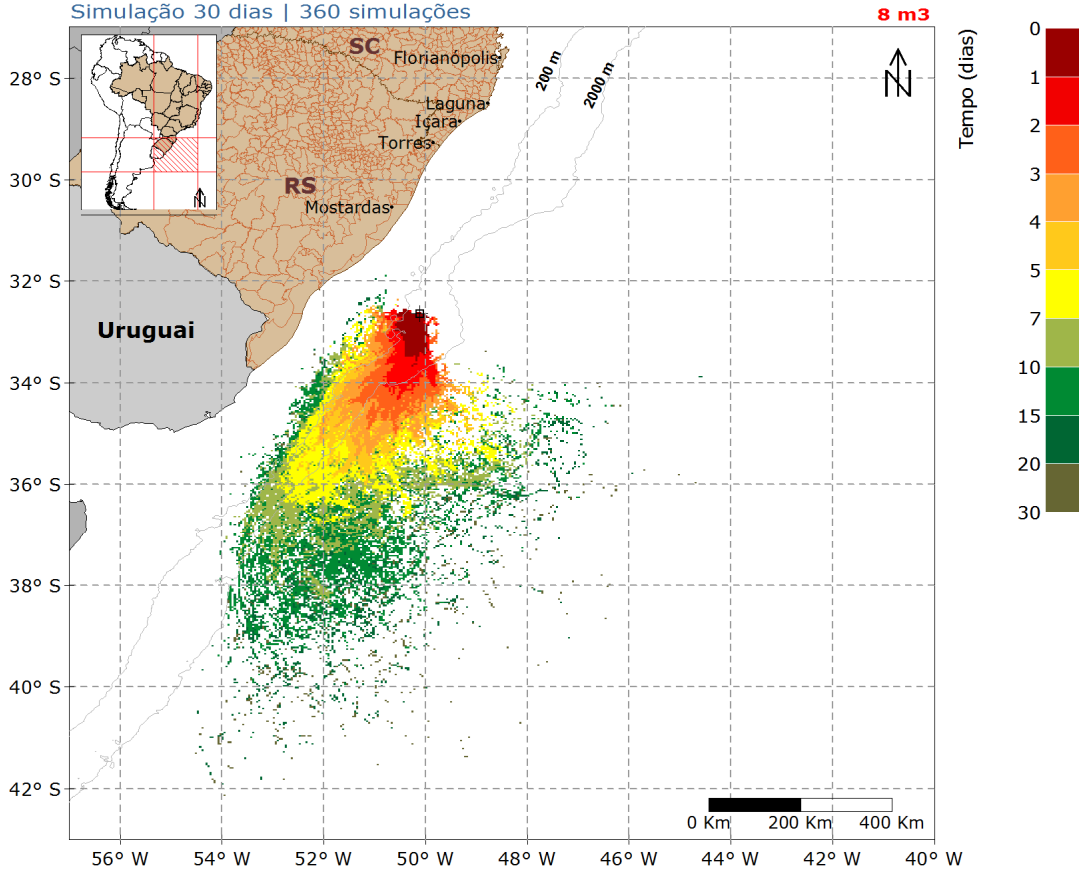 Simulação 30 dias | 360 simulações
8 m3
SC
Florianópolis
200 m
2000 m
N
Laguna
Içara
Torres
N
RS
Mostardas
Uruguai
28° S
30° S
32° S
34° S
36° S
38° S
40° S
42° S
0 Km
200 Km
400 Km
56° W
54° W
52° W
50° W
48° W
46° W
44° W
42° W
40° W
Tempo (dias)
0
1
2
3
4
5
7
10
15
20
30